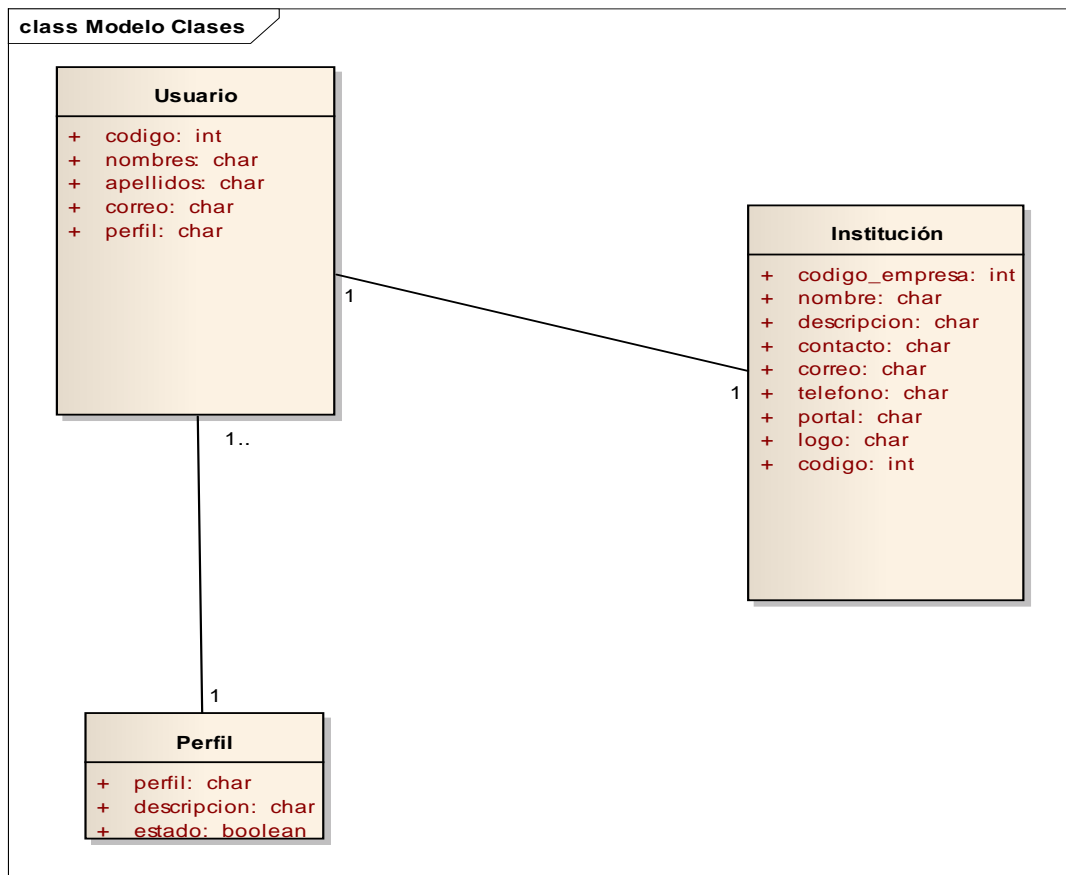 class Modelo Clases
Usuario
+ codigo: int
+ nombres: char
+ apellidos: char
+ correo: char
+ perfil: char
1
1..
Institución
+ codigo_empresa: int
+ nombre: char
+ descripcion: char
+ contacto: char
+ correo: char
+ telefono: char
+ portal: char
+ logo: char
+ codigo: int
1
1
Perfil
+ perfil: char
+ descripcion: char
+ estado: boolean